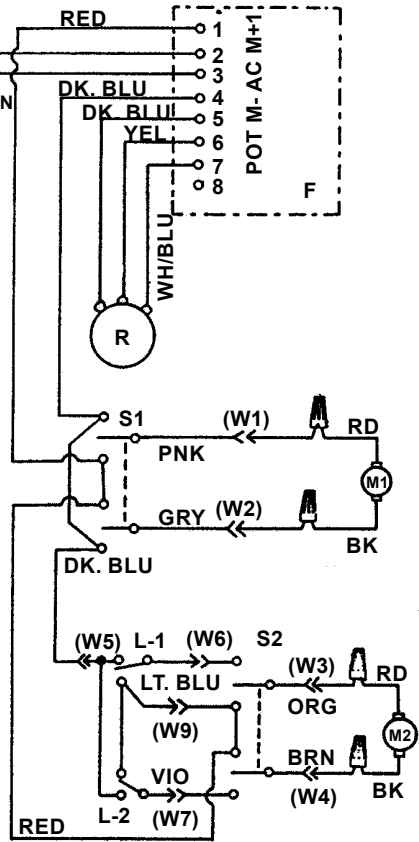 RED
1
2
3
N
DK. BLU
4
DK. BLU
5
YEL
6
7
8
POT M- AC M+1
F
WH/BLU
R
S1
(W1)
RD
PNK
M1
GRY
(W2)
BK
DK. BLU
(W5)
L-1
(W6)
S2
(W3)
RD
LT. BLU
ORG
(W9)
M2
VIO
BRN
L-2
(W7)
(W4)
BK
RED